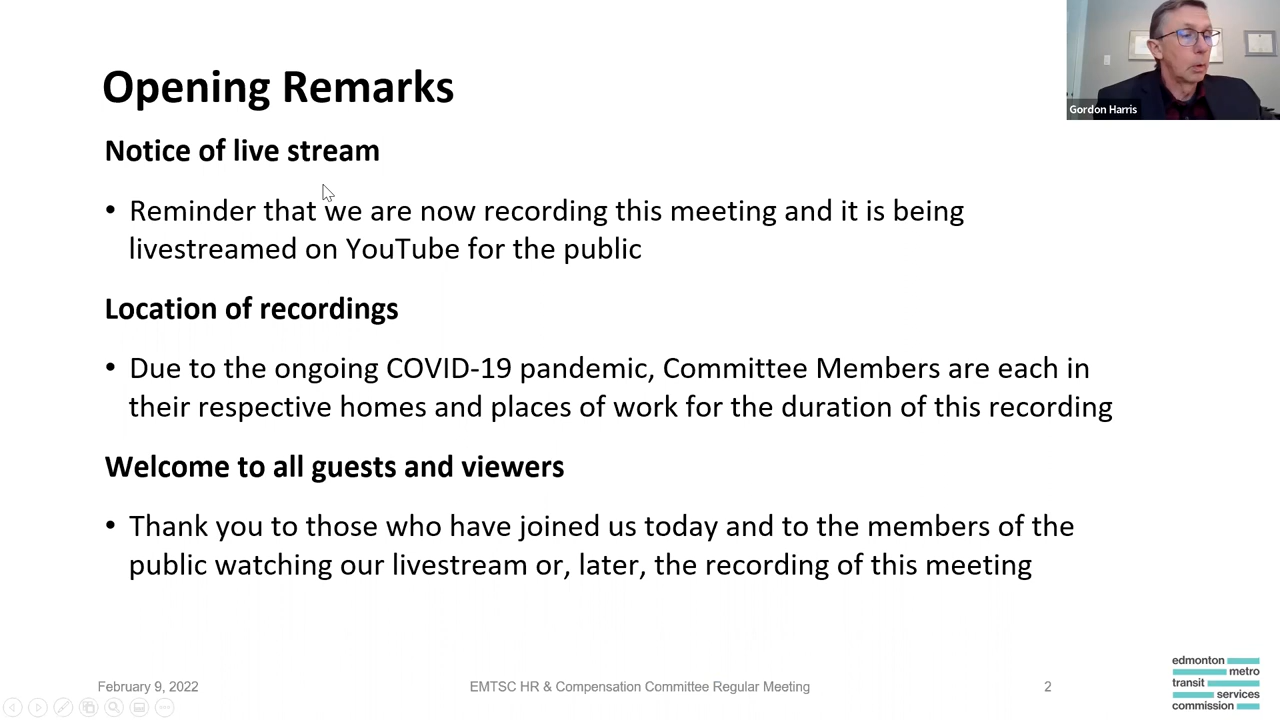 Opening Remarks
Gordon Harris
Notice of live stream
• Reminder that we are now recording this meeting and it is being
livestreamed on YouTube for the public
Location of recordings
• Due to the ongoing COVID-19 pandemic, Committee Members are each in
their respective homes and places of work for the duration of this recording
Welcome to all guests and viewers
• Thank you to those who have joined us today and to the members of the
public watching our livestream or, later, the recording of this meeting
February 9, 2022
EMTSC HR & Compensation Committee Regular Meeting
2
edmonton
metro
transit
services
commission